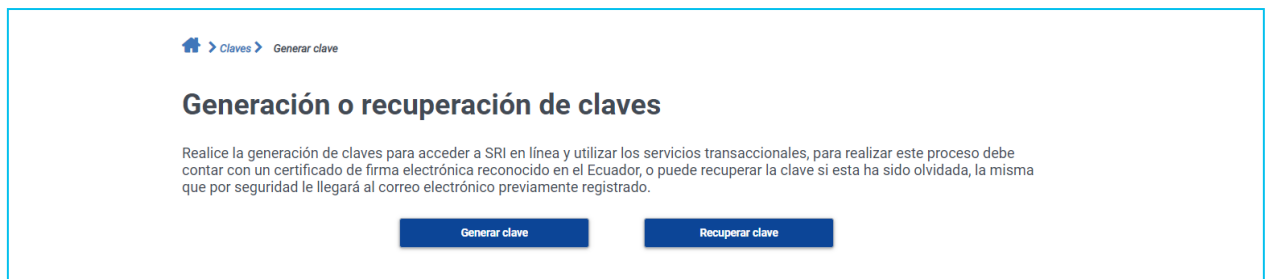 Claves Generar clave
Generación o recuperación de claves
Realice la generación de claves para acceder a SRI en línea y utilizar los servicios transaccionales, para realizar este proceso debe
contar con un certificado de firma electrónica reconocido en el Ecuador, o puede recuperar la clave si esta ha sido olvidada, la misma
que por seguridad le llegará al correo electrónico previamente registrado.
Generar clave Recuperar clave